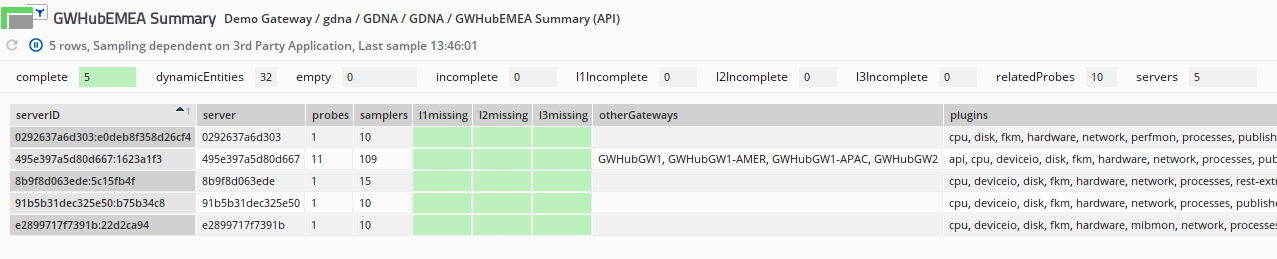 GWHubEMEA Summary Demo Gateway / gdna / GDNA / GDNA / GWHubEMEA Summary (API)
5 rows, Sampling dependent on 3rd Party Application, Last sample 13:46:01
complete 5 dynamicEntities 32 empty 0 incomplete 0 l1Incomplete 0 l2Incomplete 0 l3Incomplete 0 relatedProbes 10 servers 5
serverID 1 server probes samplers l1missing l2missing l3missing otherGateways plugins
0292637a6d303:e0deb8f358d26cf4 0292637a6d303 1 10 cpu, disk, fkm, hardware, network, perfmon, processes, publish
495e397a5d80d667:1623a1f3 495e397a5d80d667 11 109 GWHubGW1, GWHubGW1-AMER, GWHubGW1-APAC, GWHubGW2 api, cpu, deviceio, disk, fkm, hardware, network, processes, pub
8b9f8d063ede:5c15fb4f 8b9f8d063ede 1 15 cpu, deviceio, disk, fkm, hardware, network, processes, rest-extr
91b5b31dec325e50:b75b34c8 91b5b31dec325e50 1 10 cpu, deviceio, disk, fkm, hardware, network, processes, publishe
e2899717f7391b:22d2ca94 e2899717f7391b 1 10 cpu, deviceio, disk, fkm, hardware, mibmon, network, processes,